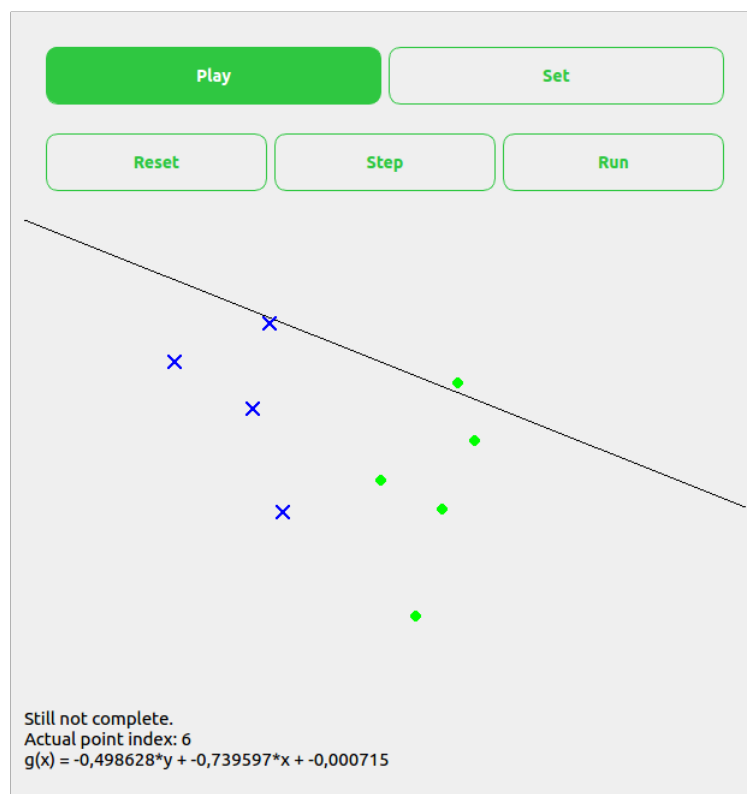 Play Set
Reset Step Run
Still not complete.
Actual point index: 6
g(x) = -0,498628*y + -0,739597*x + -0,000715